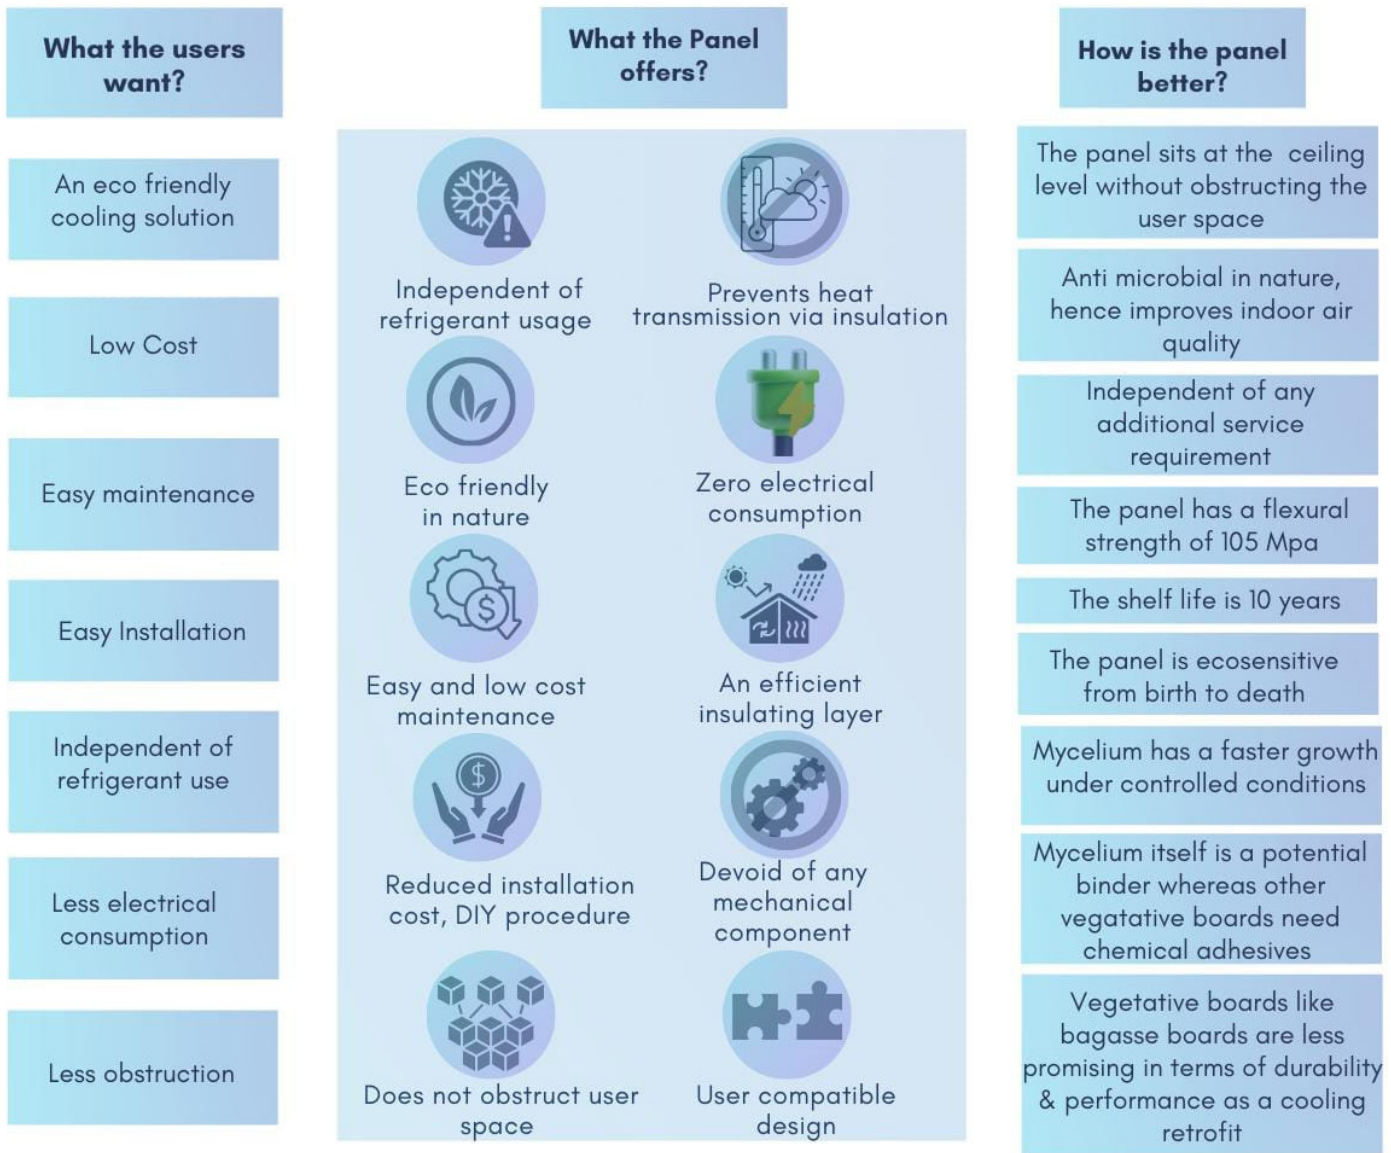 What the users
want?
An eco friendly
cooling solution
Low Cost
Easy maintenance
Easy Installation
Independent of
refrigerant use
Less electrical
consumption
Less obstruction
What the Panel
offers?
Independent of
refrigerant usage
Prevents heat
transmission via insulation
Eco friendly
in nature
Zero electrical
consumption
Easy and low cost
maintenance
An efficient
insulating layer
Reduced installation
cost, DIY procedure
Devoid of any
mechanical
component
Does not obstruct user
space
User compatible
design
How is the panel
better?
The panel sits at the ceiling
level without obstructing the
user space
Anti microbial in nature,
hence improves indoor air
quality
Independent of any
additional service
requirement
The panel has a flexural
strength of 105 Mpa
The shelf life is 10 years
The panel is ecosensitive
from birth to death
Mycelium has a faster growth
under controlled conditions
Mycelium itself is a potential
binder whereas other
vegatative boards need
chemical adhesives
Vegetative boards like
bagasse boards are less
promising in terms of durability
& performance as a cooling
retrofit